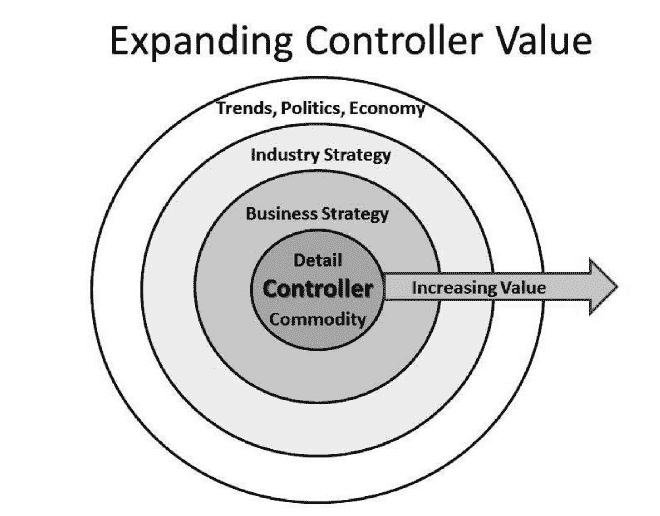 Expanding Controller Value
Trends, Politics, Economy
Industry Strategy
Business Strategy
Detail
Controller
Commodity
Increasing Value